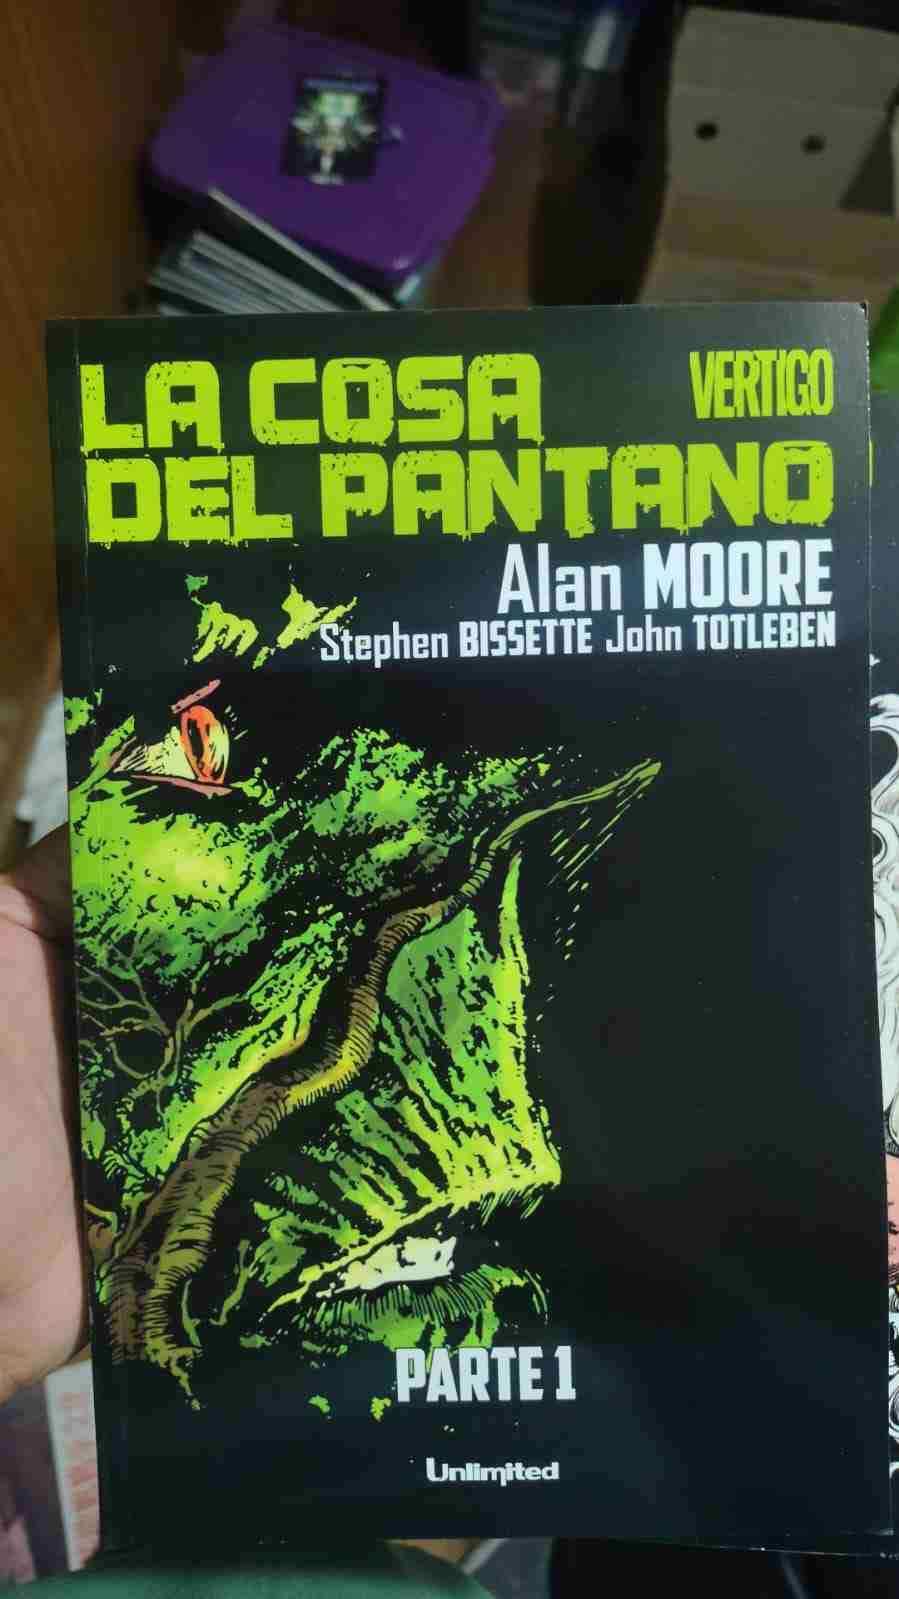 LA COSA
VERTIGO
DEL PANTANO
Alan MOORE
Stephen BISSETTE John TOTLEBEN
PARTE 1
Unlimited